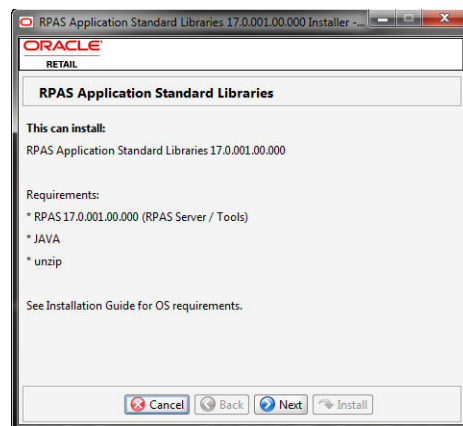 RPAS Application Standard Libraries 17.0.001.00.000 Installer -...
ORACLE
RETAIL
RPAS Application Standard Libraries
This can install:
RPAS Application Standard Libraries 17.0.001.00.000
Requirements:
* RPAS 17.0.001.00.000 (RPAS Server / Tools)
* JAVA
* unzip
See Installation Guide for OS requirements.
Cancel Back Next Install